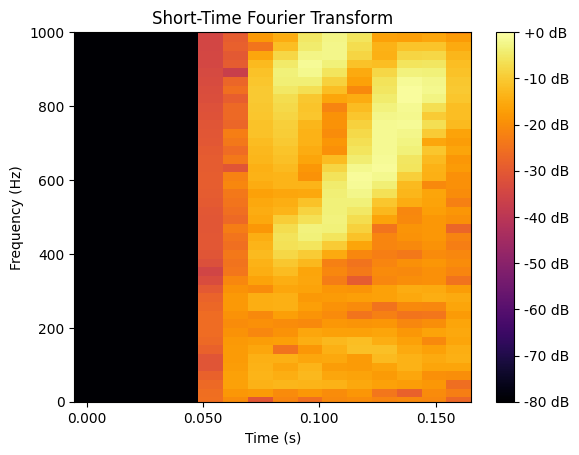 Short-Time Fourier Transform
1000
800
600
400
200
0
Frequency (Hz)
0.000
0.050
0.100
0.150
Time (s)
+0 dB
-10 dB
-20 dB
-30 dB
-40 dB
-50 dB
-60 dB
-70 dB
-80 dB